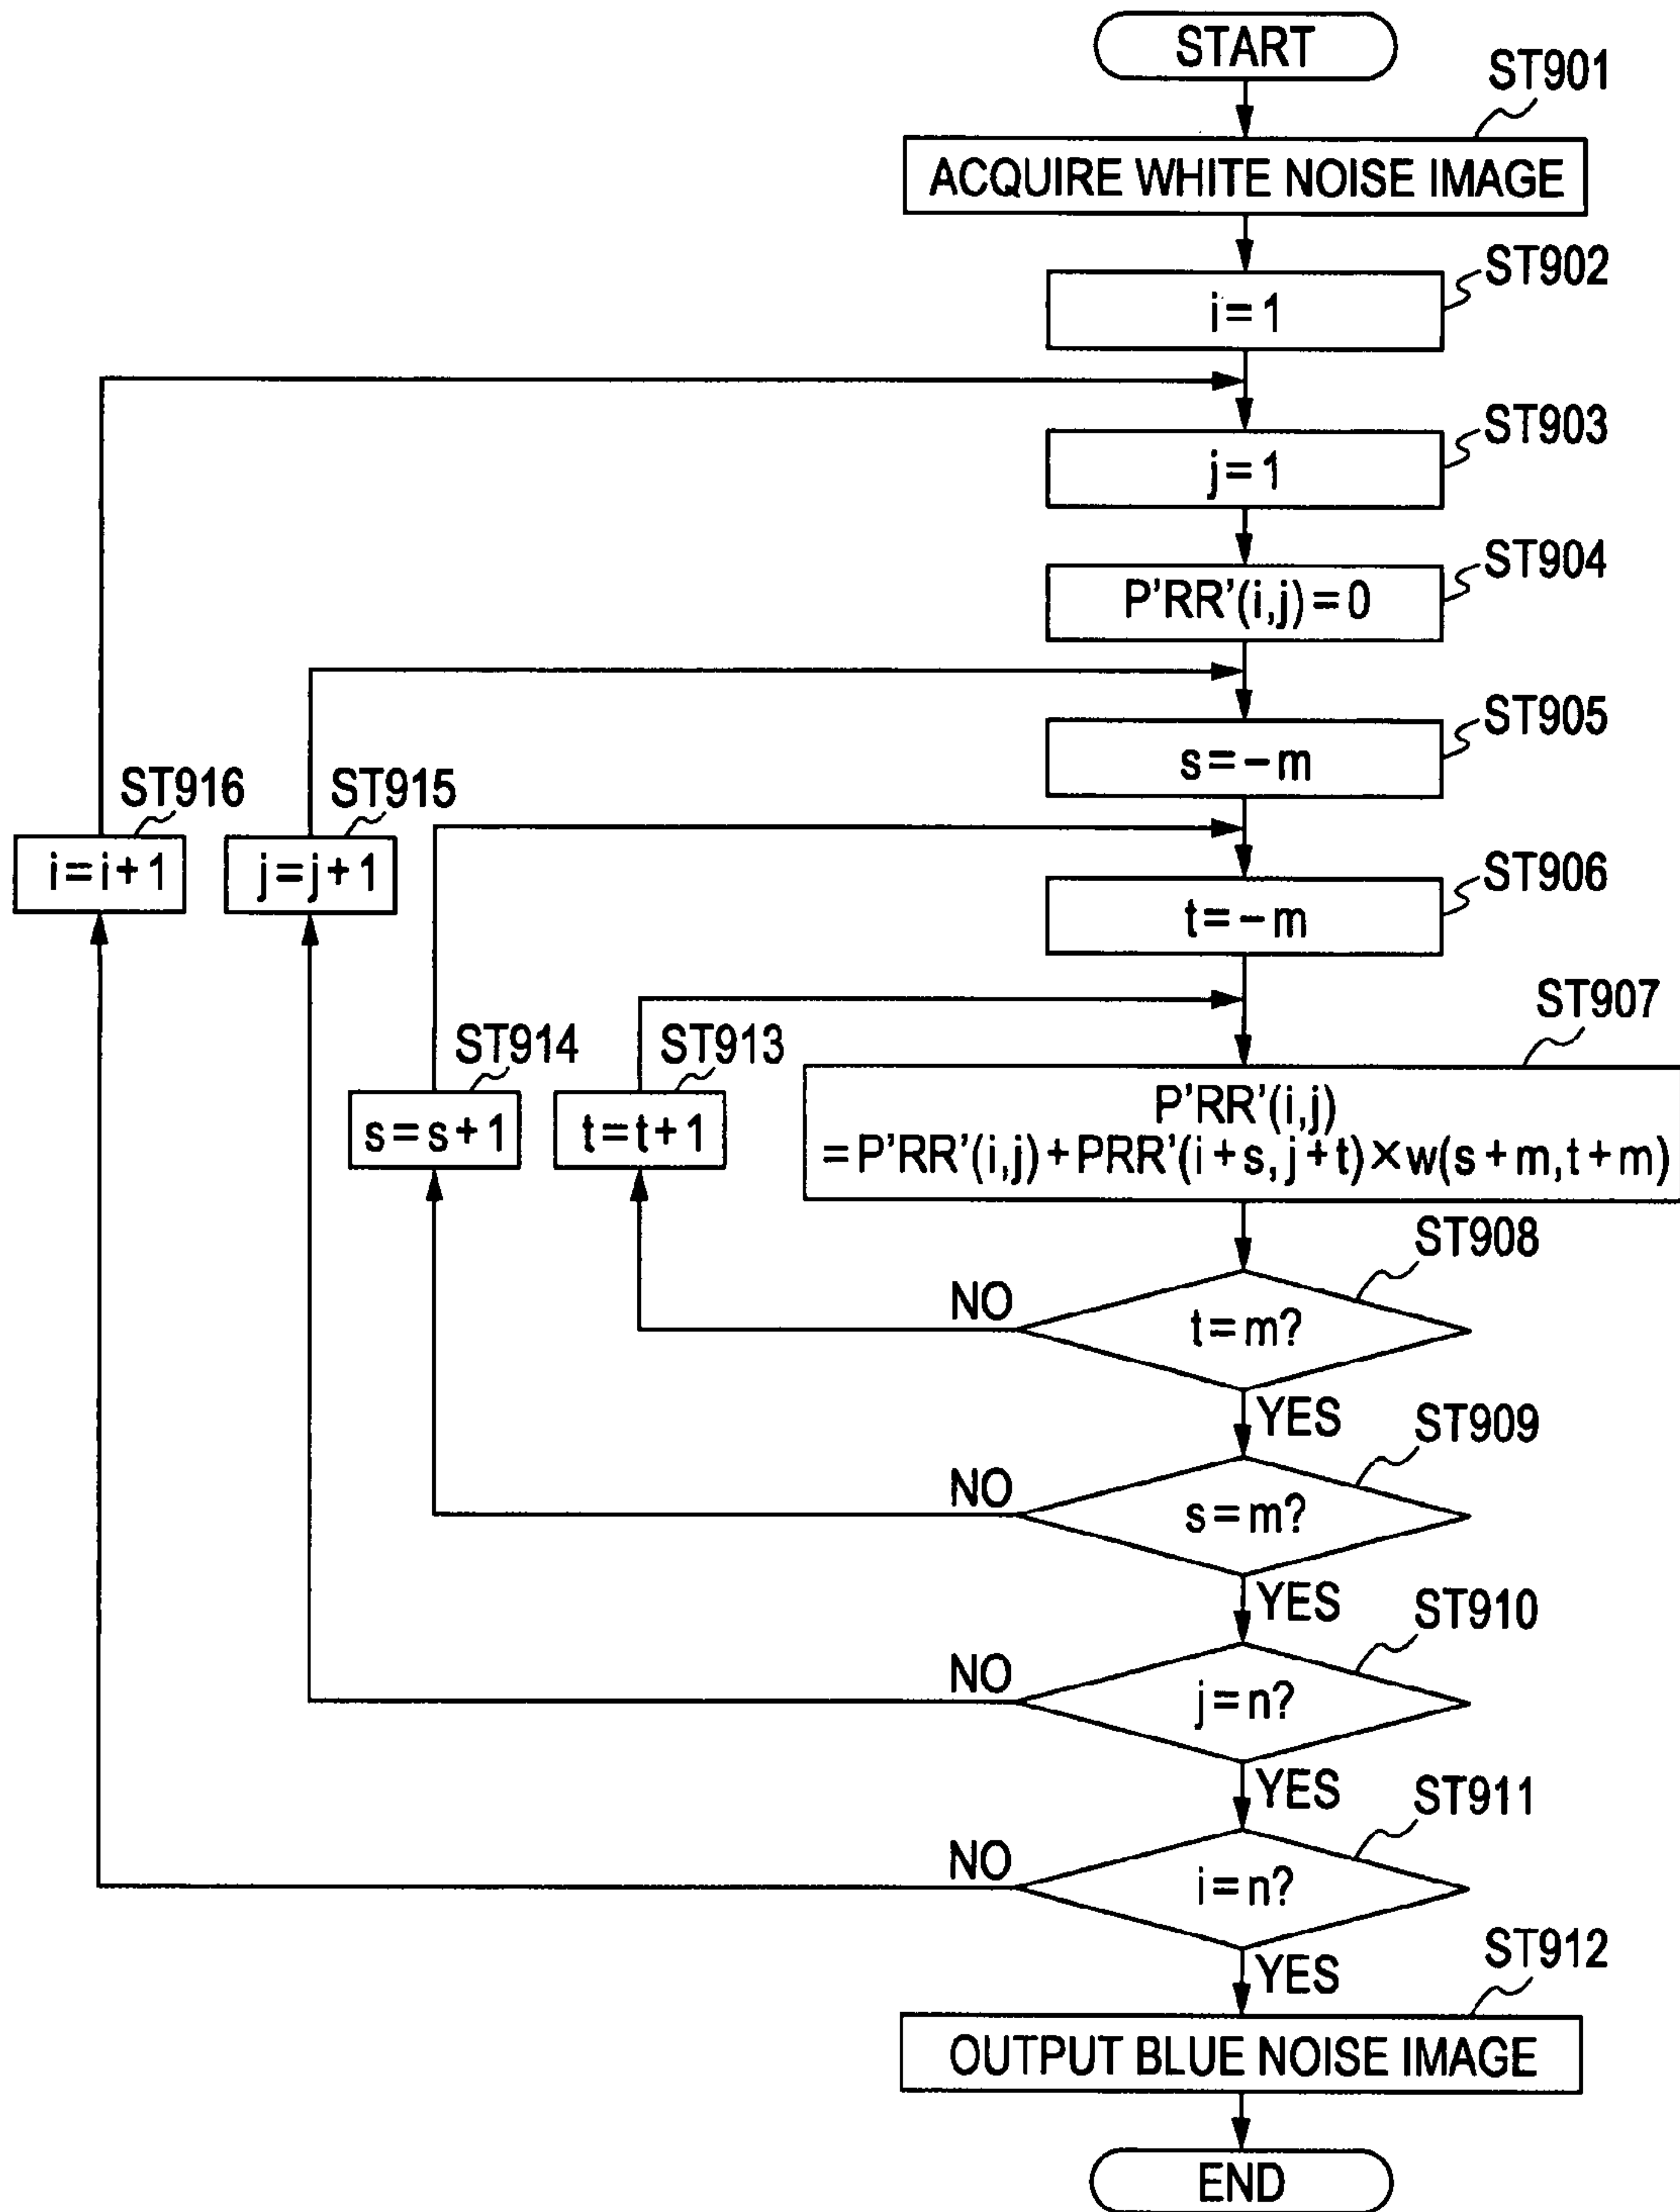 START
ST901
ACQUIRE WHITE NOISE IMAGE
ST902
i=1
ST903
j=1
ST904
P'RR'(i,j)=0
ST905
s=-m
ST916
ST915
i=i+1
j=j+1
ST906
t=-m
ST907
ST914
ST913
s=s+1
t=t+1
P'RR'(i,j)
=P'RR'(i,j)+PRR'(i+s,j+t)×w(s+m,t+m)
ST908
NO
t=m?
YES
ST909
NO
s=m?
YES
ST910
NO
j=n?
YES
ST911
NO
i=n?
YES
ST912
OUTPUT BLUE NOISE IMAGE
END